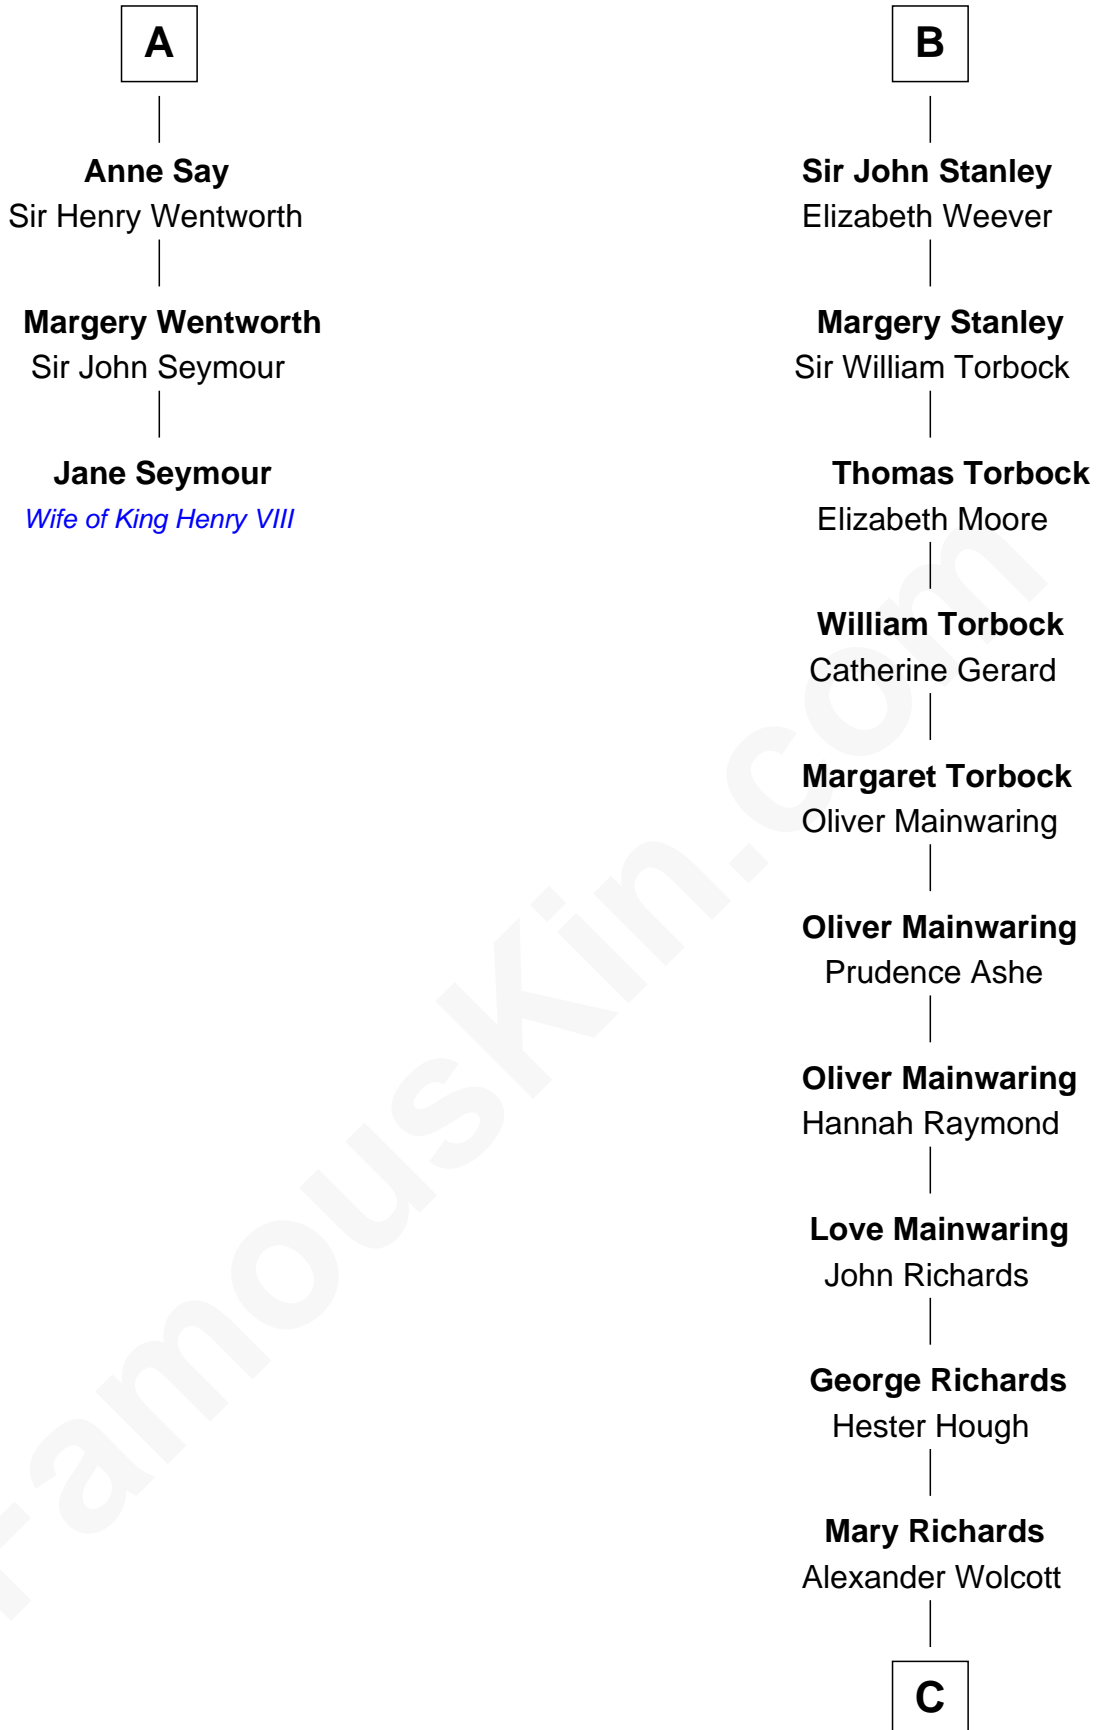 A
Anne Say
Sir Henry Wentworth
Margery Wentworth
Sir John Seymour
Jane Seymour
Wife of King Henry VIII
B
Sir John Stanley
Elizabeth Weever
Margery Stanley
Sir William Torbock
Thomas Torbock
Elizabeth Moore
William Torbock
Catherine Gerard
Margaret Torbock
Oliver Mainwaring
Oliver Mainwaring
Prudence Ashe
Oliver Mainwaring
Hannah Raymond
Love Mainwaring
John Richards
George Richards
Hester Hough
Mary Richards
Alexander Wolcott
C
FamousKin.com